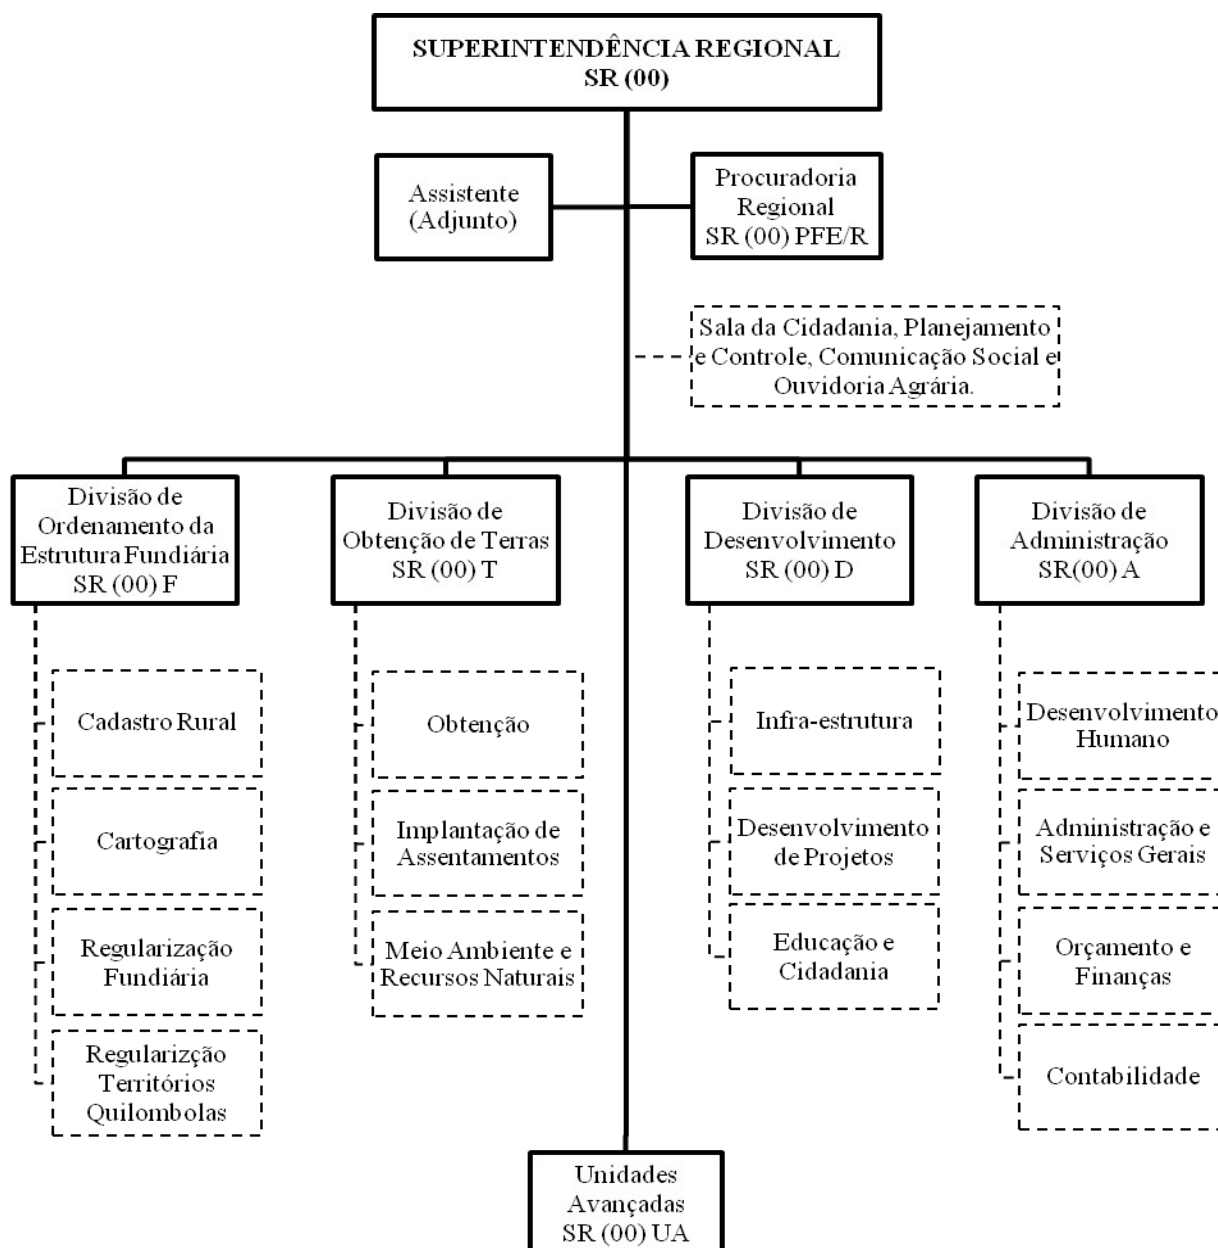 SUPERINTENDÊNCIA REGIONAL
SR (00)
Assistente
(Adjunto)
Procuradoria
Regional
SR (00) PFE/R
Sala da Cidadania, Planejamento
e Controle, Comunicação Social e
Ouvidoria Agrária.
Divisão de
Ordenamento da
Estrutura Fundiária
SR (00) F
Divisão de
Obtenção de Terras
SR (00) T
Divisão de
Desenvolvimento
SR (00) D
Divisão de
Administração
SR(00) A
Cadastro Rural
Cartografia
Regularização
Fundiária
Regularizção
Territórios
Quilombolas
Obtenção
Implantação de
Assentamentos
Meio Ambiente e
Recursos Naturais
Infra-estrutura
Desenvolvimento
de Projetos
Educação e
Cidadania
Desenvolvimento
Humano
Administração e
Serviços Gerais
Orçamento e
Finanças
Contabilidade
Unidades
Avançadas
SR (00) UA